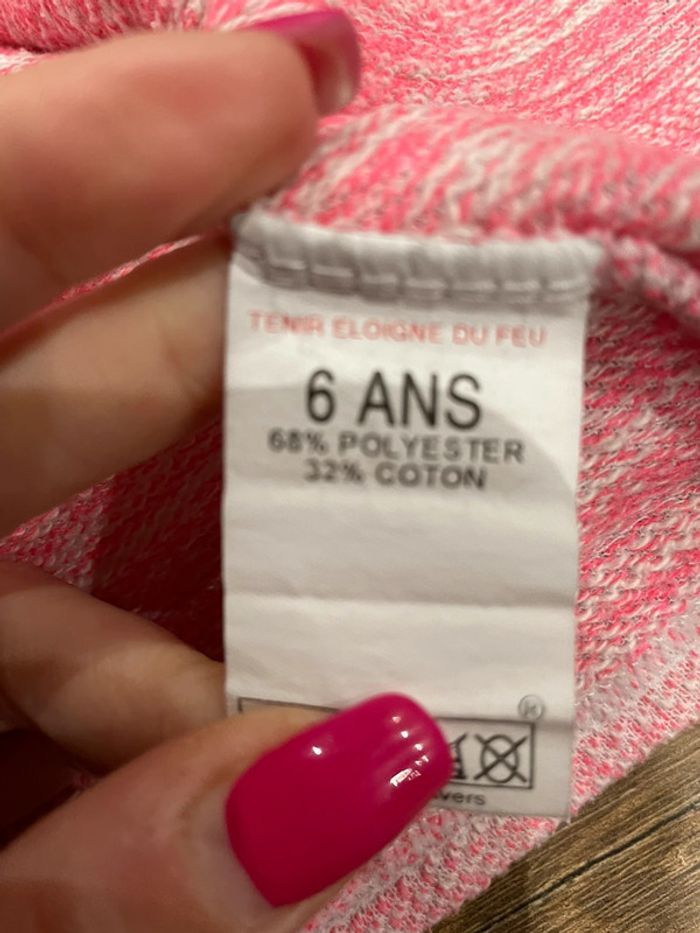 TENIR ELOIGNE DU FEU
6 ANS
68% POLYESTER
32% COTON